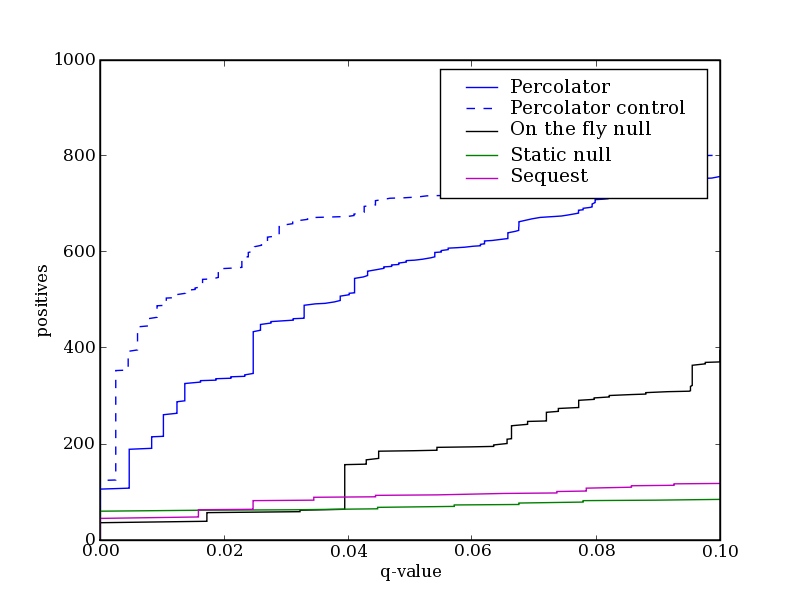 1000
800
600
400
200
0
positives
0.00
0.02
0.04
0.06
0.08
0.10
q-value
Percolator
Percolator control
On the fly null
Static null
Sequest